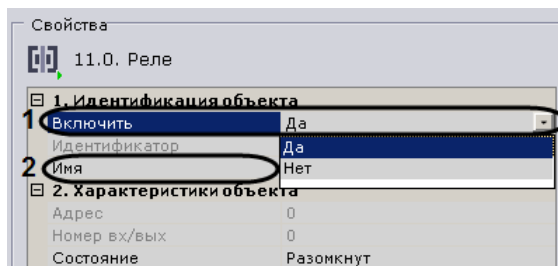 Свойства
11.0. Реле
1. Идентификация объекта
1 Включить Да
Идентификатор Да
2 Имя Нет
2. Характеристики объекта
Адрес 0
Номер вх/вых 0
Состояние Разомкнут